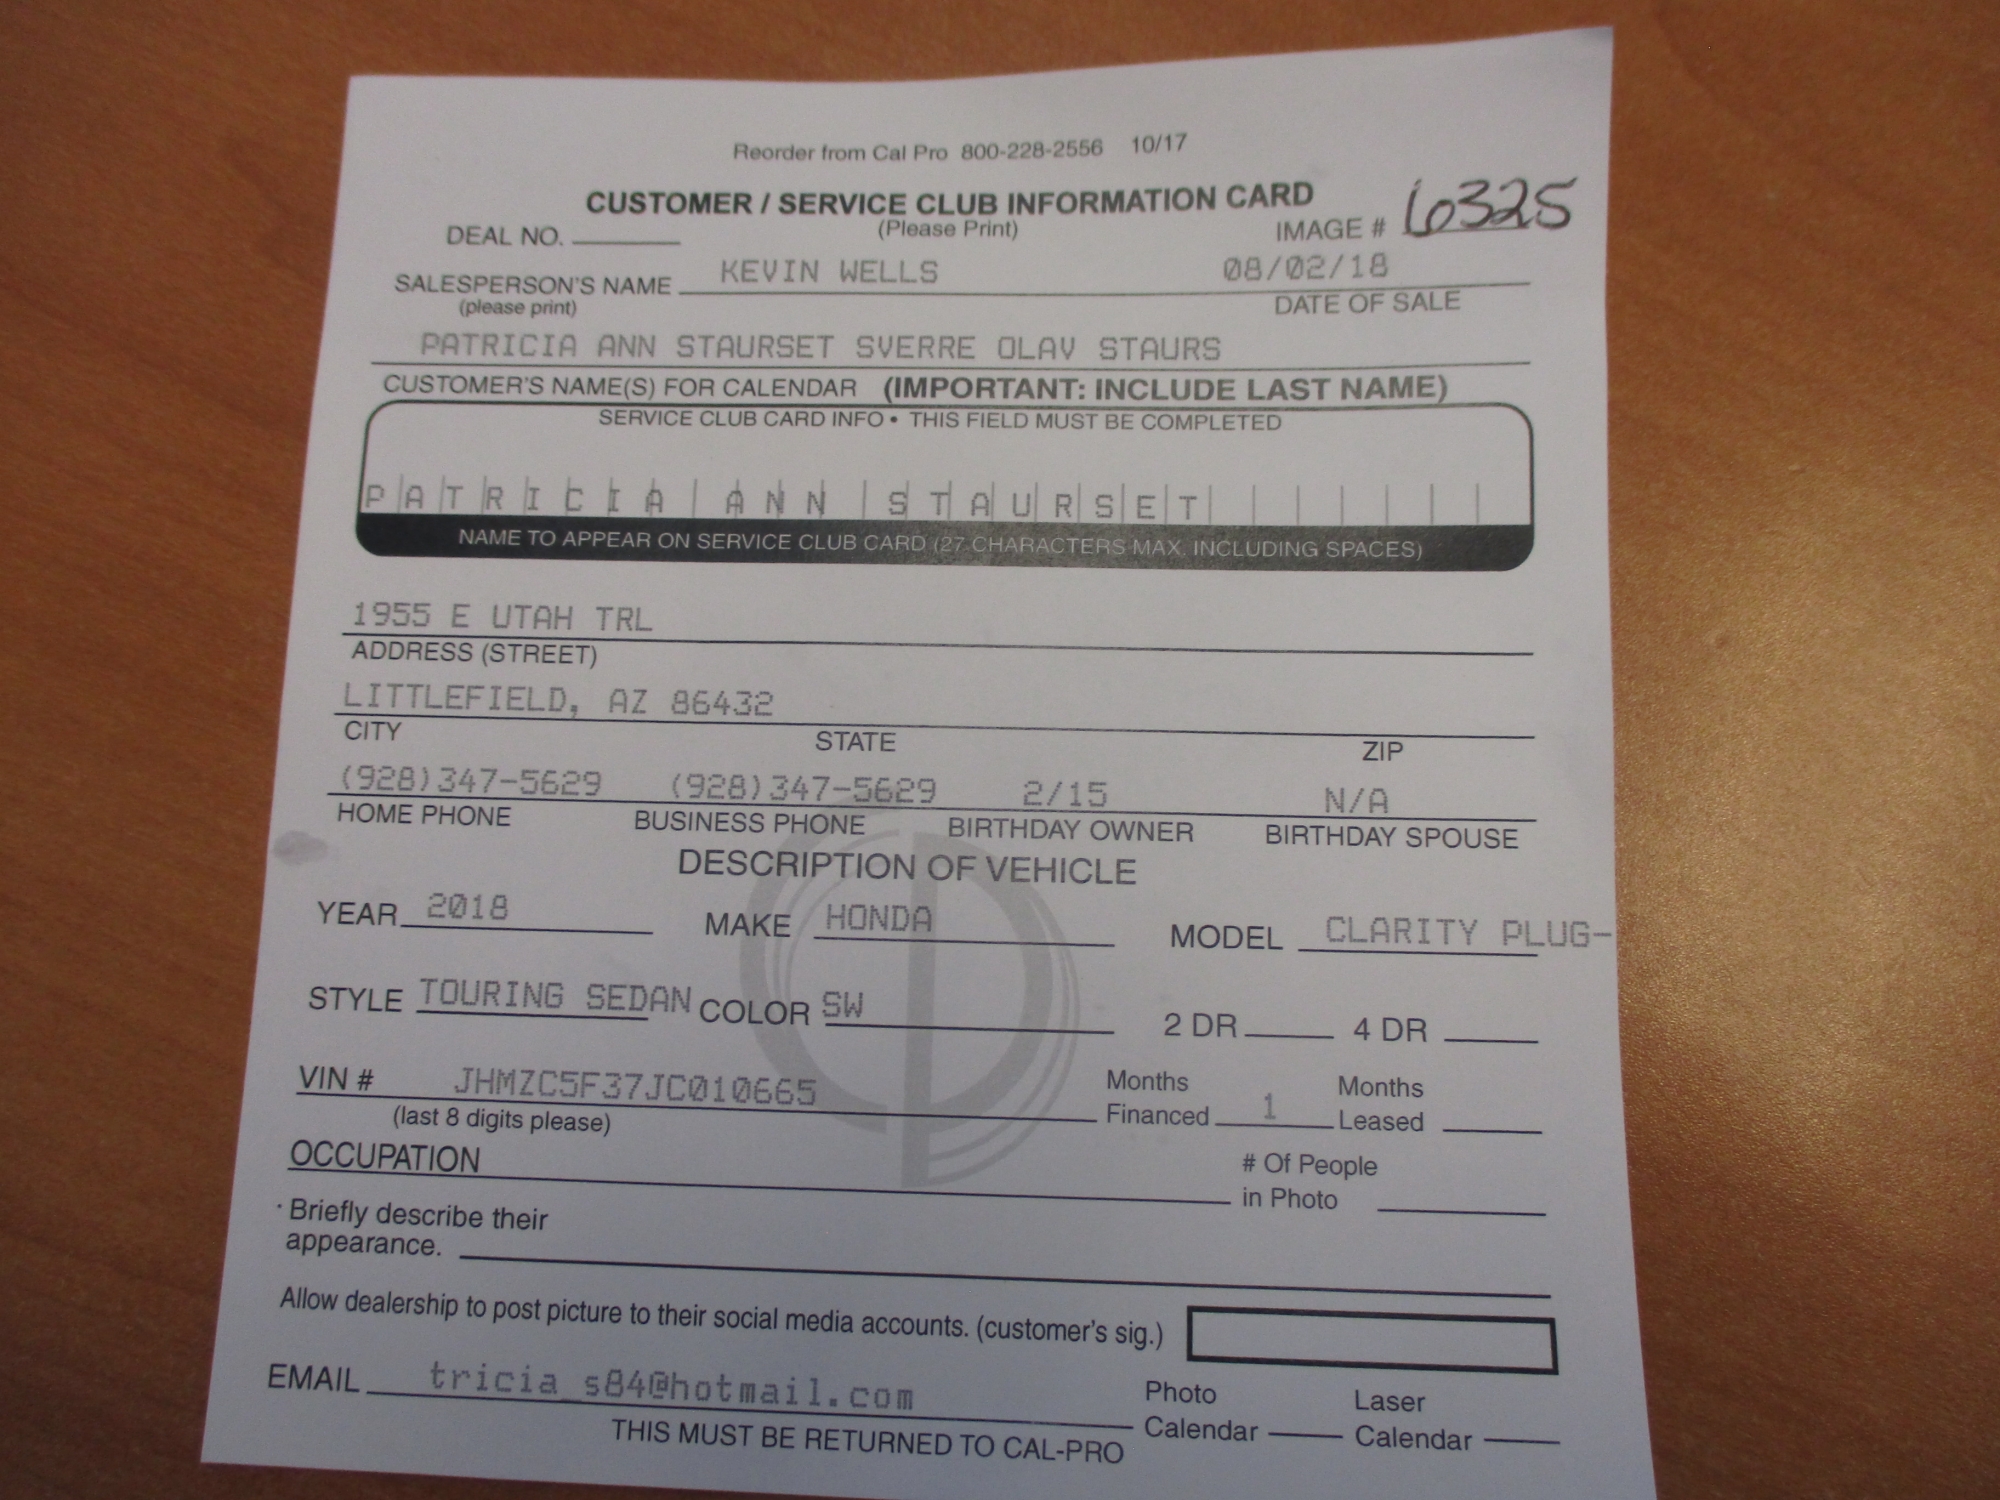 Reorder from Cal Pro 800-228-2556 10/17
CUSTOMER / SERVICE CLUB INFORMATION CARD
(Please Print)
DEAL NO.
IMAGE # 6325
SALESPERSON'S NAME KEVIN WELLS 08/02/18
(please print) DATE OF SALE
PATRICIA ANN STAURSET SVERRE OLAV STAURS
CUSTOMER'S NAME(S) FOR CALENDAR (IMPORTANT: INCLUDE LAST NAME)
SERVICE CLUB CARD INFO • THIS FIELD MUST BE COMPLETED
PATRICIA ANN STAURSET
NAME TO APPEAR ON SERVICE CLUB CARD (27 CHARACTERS MAX. INCLUDING SPACES)
1955 E UTAH TRL
ADDRESS (STREET)
LITTLEFIELD, AZ 86432
CITY STATE ZIP
(928)347-5629 (928)347-5629 2/15 N/A
HOME PHONE BUSINESS PHONE BIRTHDAY OWNER BIRTHDAY SPOUSE
DESCRIPTION OF VEHICLE
YEAR 2018 MAKE HONDA MODEL CLARITY PLUG-
STYLE TOURING SEDAN COLOR SW 2 DR 4 DR
VIN # JHMZC5F37JC010665
(last 8 digits please)
Months Financed 1 Months Leased
OCCUPATION
# Of People in Photo
Briefly describe their
appearance.
Allow dealership to post picture to their social media accounts. (customer's sig.)
EMAIL tricia_s84@hotmail.com
Photo Calendar Laser Calendar
THIS MUST BE RETURNED TO CAL-PRO